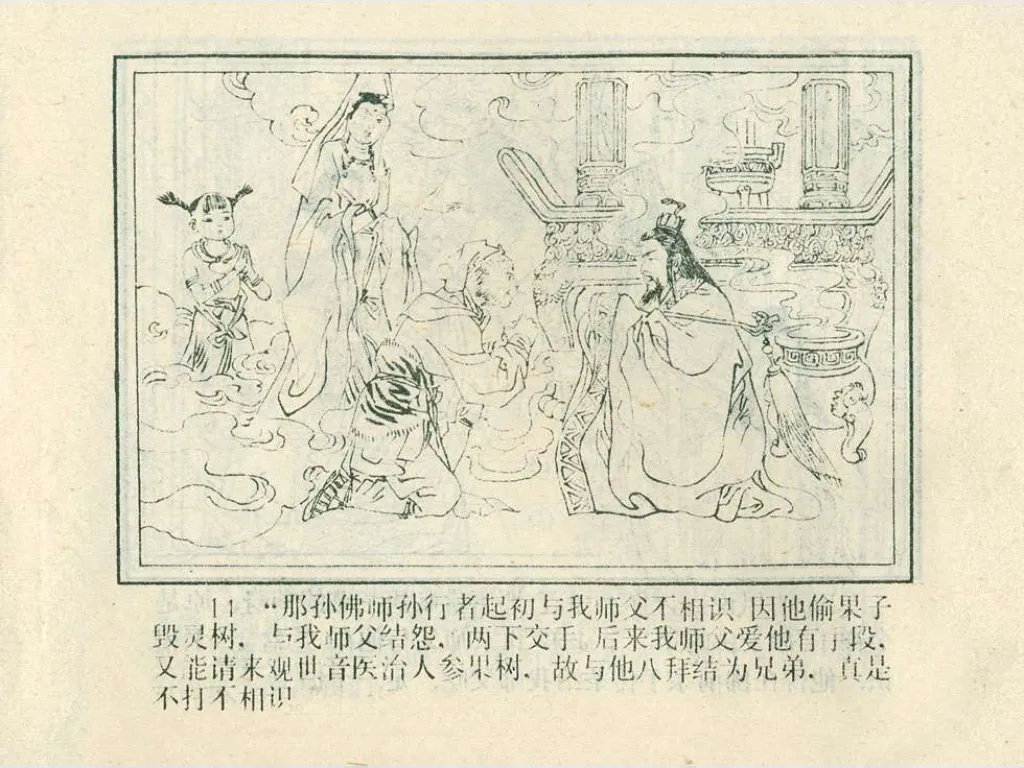 14 “那孙佛师孙行者起初与我师父不相识，因他偷果子
毁灵树，与我师父结怨，两下交手，后来我师父爱他有手段，
又能请来观世音医治人参果树，故与他八拜结为兄弟，真是
不打不相识